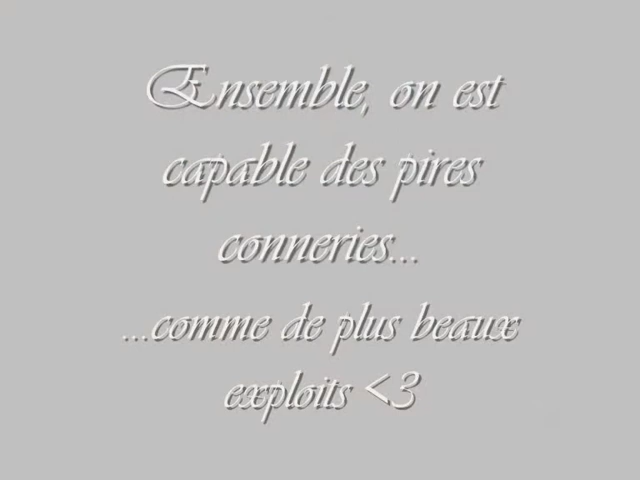 Ensemble, on est
capable des pires
conneries...
...comme de plus beaux
exploits <3